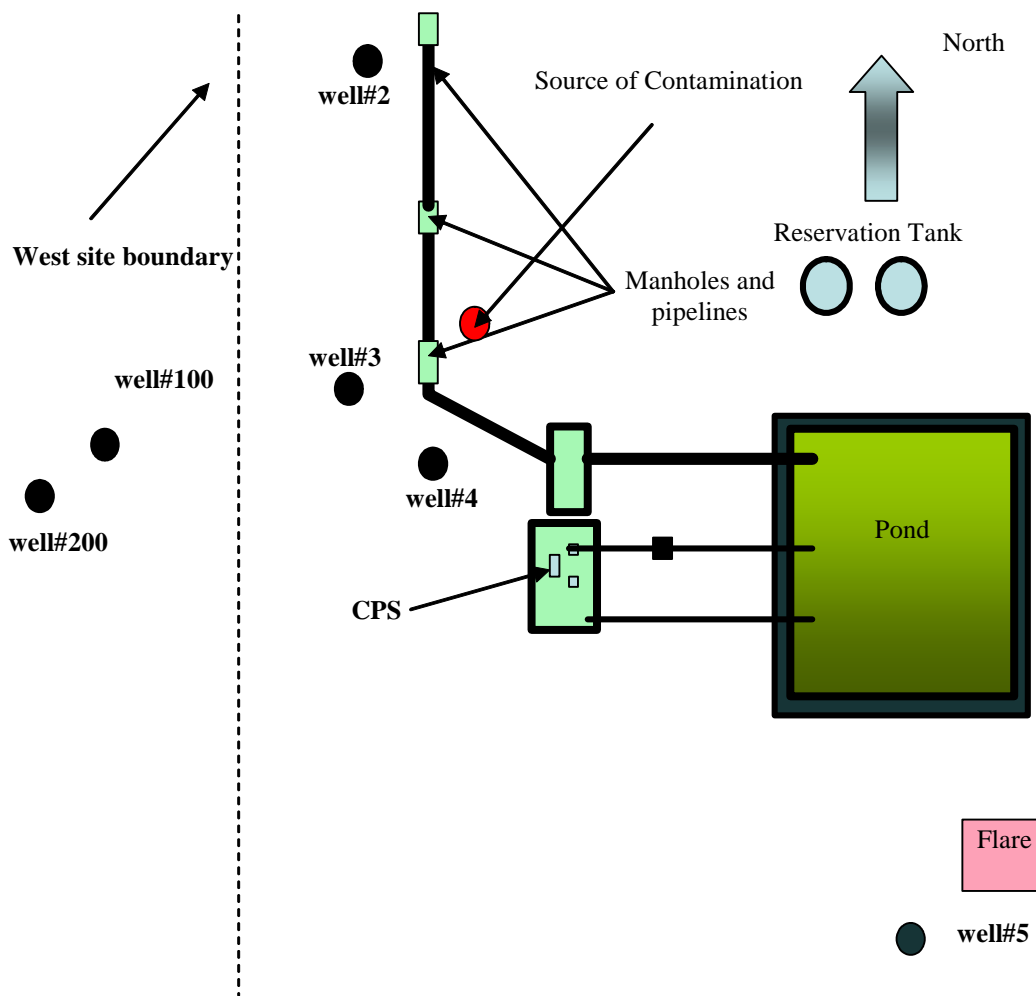 North
Source of Contamination
well#2
Reservation Tank
West site boundary
Manholes and
pipelines
well#3
well#100
well#4
Pond
well#200
CPS
Flare
well#5